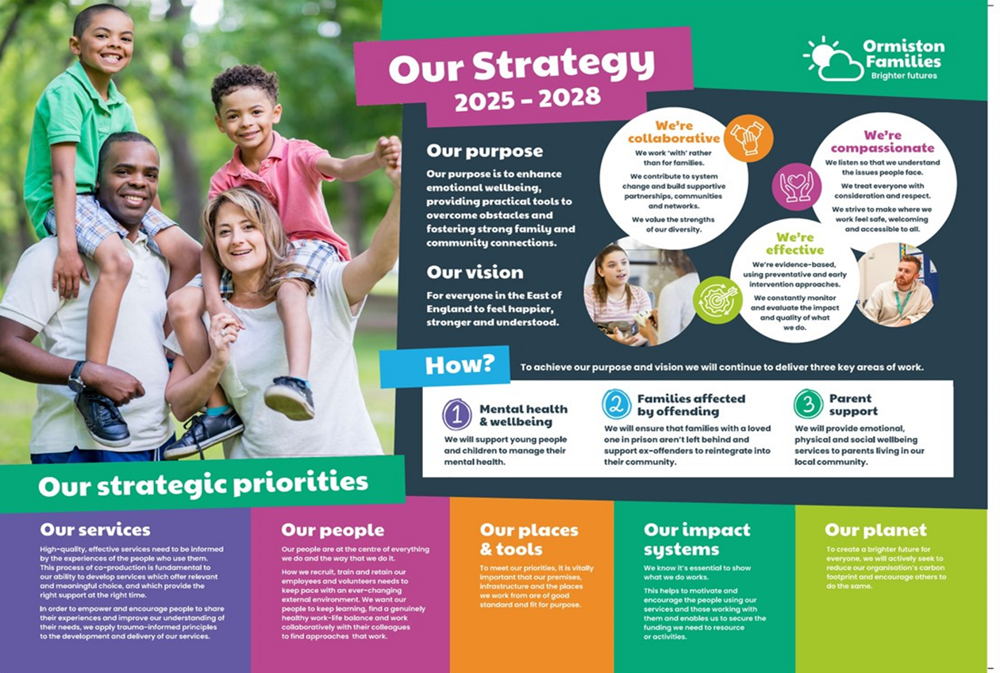 Our Strategy
2025 – 2028
Ormiston
Families
Brighter futures
Our purpose
Our purpose is to enhance
emotional wellbeing,
providing practical tools to
overcome obstacles and
fostering strong family and
community connections.
Our vision
For everyone in the East of
England to feel happier,
stronger and understood.
We're
collaborative
We work 'with' rather
than for families.
We contribute to system
change and build supportive
partnerships, communities
and networks.
We value the strengths
of our diversity.
We're
compassionate
We listen so that we understand
the issues people face.
We treat everyone with
consideration and respect.
We strive to make where we
work feel safe, welcoming
and accessible to all.
We're
effective
We're evidence-based,
using preventative and early
intervention approaches.
We constantly monitor
and evaluate the impact
and quality of what
we do.
How?
To achieve our purpose and vision we will continue to deliver three key areas of work.
1
Mental health
& wellbeing
We will support young people
and children to manage their
mental health.
2
Families affected
by offending
We will ensure that families with a loved
one in prison aren't left behind and
support ex-offenders to reintegrate into
their community.
3
Parent
support
We will provide emotional,
physical and social wellbeing
services to parents living in our
local community.
Our strategic priorities
Our services
High-quality, effective services need to be informed
by the experiences of the people who use them.
This process of co-production is fundamental to
our ability to develop services which offer relevant
and meaningful choice, and which provide the
right support at the right time.
In order to empower and encourage people to share
their experiences and improve our understanding of
their needs, we apply trauma-informed principles
to the development and delivery of our services.
Our people
Our people are at the centre of everything
we do and the way that we do it.
How we recruit, train and retain our
employees and volunteers needs to
keep pace with an ever-changing
external environment. We want our
people to keep learning, find a genuinely
healthy work-life balance and work
collaboratively with their colleagues
to find approaches that work.
Our places
& tools
To meet our priorities, it is vitally
important that our premises,
infrastructure and the places
we work from are of good
standard and fit for purpose.
Our impact
systems
We know it's essential to show
what we do works.
This helps to motivate and
encourage the people using our
services and those working with
them and enables us to secure the
funding we need to resource
or activities.
Our planet
To create a brighter future for
everyone, we will actively seek to
reduce our organisation's carbon
footprint and encourage others to
do the same.